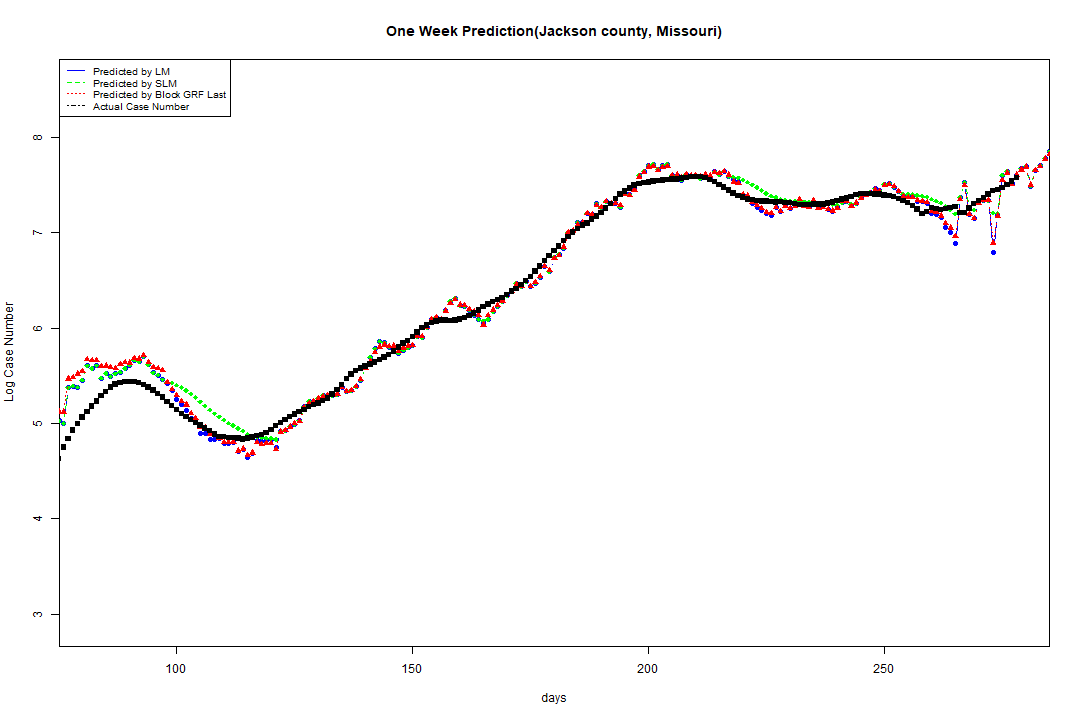 One Week Prediction(Jackson county, Missouri)
Predicted by LM
Predicted by SLM
Predicted by Block GRF Last
Actual Case Number
8
7
6
5
4
3
Log Case Number
100 150 200 250
days